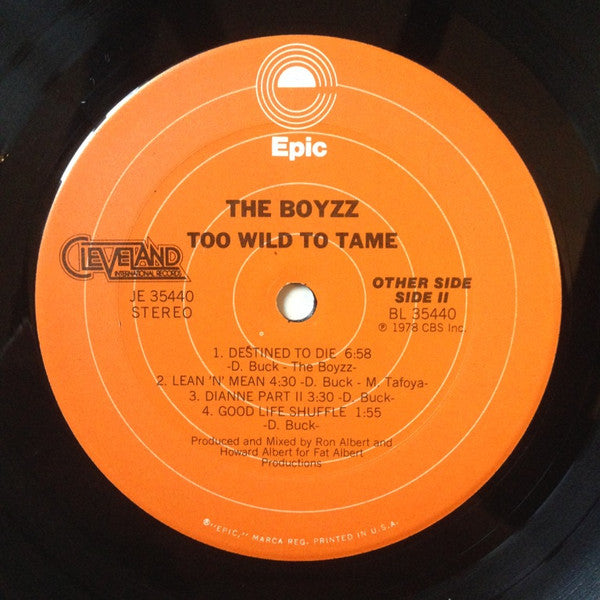 Epic
THE BOYZZ
TOO WILD TO TAME
CLEVELAND
INTERNATIONAL RECORDS
JE 35440
STEREO
OTHER SIDE
SIDE II
BL 35440
℗ 1978 CBS Inc.
1. DESTINED TO DIE 6:58
-D. Buck - The Boyzz-
2. LEAN 'N' MEAN 4:30 -D. Buck - M. Tafoya-
3. DIANNE PART II 3:30 -D. Buck-
4. GOOD LIFE SHUFFLE 1:55
-D. Buck-
Produced and Mixed by Ron Albert and
Howard Albert for Fat Albert
Productions
®"EPIC," MARCA REG. PRINTED IN U.S.A.